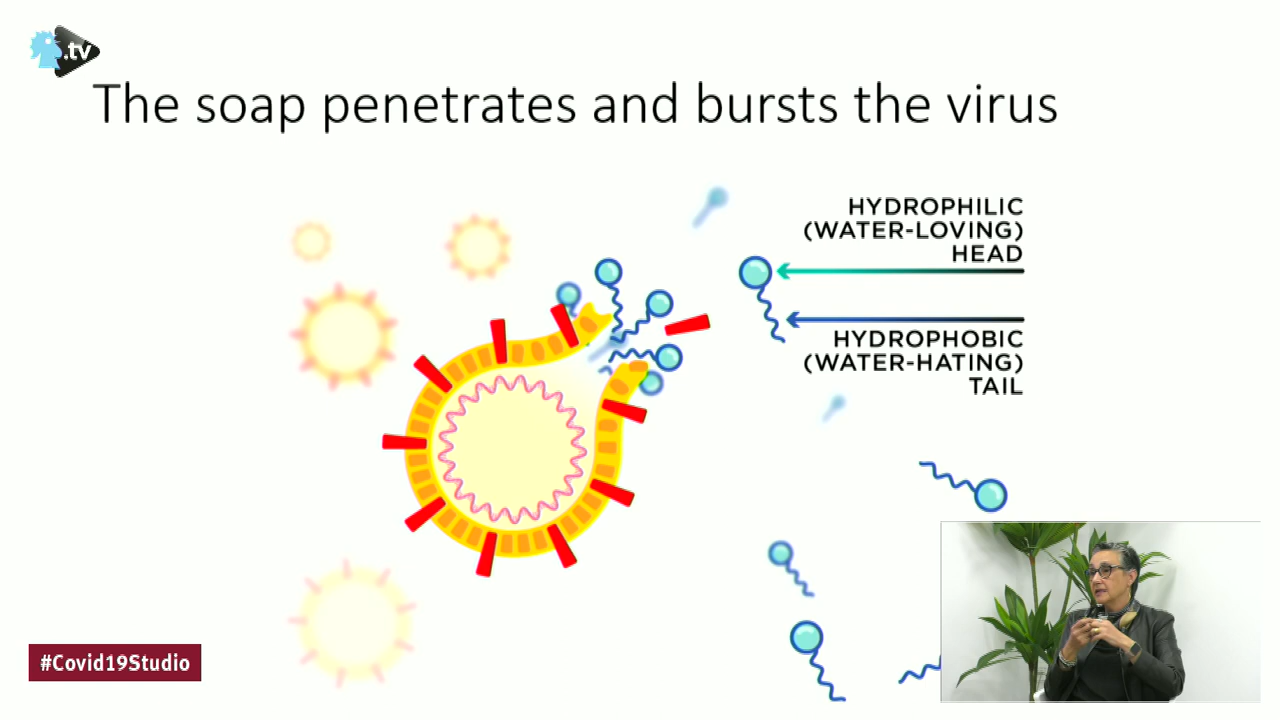 .tv
The soap penetrates and bursts the virus
HYDROPHILIC
(WATER-LOVING)
HEAD
HYDROPHOBIC
(WATER-HATING)
TAIL
#Covid19Studio